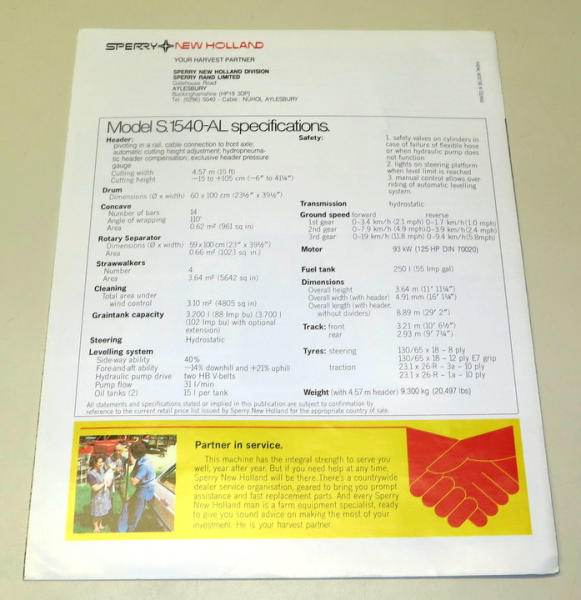 SPERRY NEW HOLLAND
YOUR HARVEST PARTNER
SPERRY NEW HOLLAND DIVISION
SPERRY RAND LIMITED
Gatehouse Road
AYLESBURY
Buckinghamshire (HP19 3DP)
Tel. (0296) 5040 - Cable: NUHOL AYLESBURY
Model S.1540-AL specifications.
Header:
pivoting in a rail, cable connection to front axle;
automatic cutting height adjustment; hydropneuma-
tic header compensation; exclusive header pressure
gauge
Cutting width 4.57 m (15 ft)
Cutting height −15 to +105 cm (−6" to 41¼")
Drum
Dimensions (Ø x width) 60 x 100 cm (23½" x 39½")
Concave
Number of bars 14
Angle of wrapping 110°
Area 0.62 m² (961 sq in)
Rotary Separator
Dimensions (Ø x width) 59 x 100 cm (23" x 39½")
Area 0.66 m² (1023 sq in)
Strawwalkers
Number 4
Area 3.64 m² (5642 sq in)
Cleaning
Total area under
wind control 3.10 m² (4805 sq in)
Graintank capacity 3.200 l (88 Imp bu) (3.700 l
(102 Imp bu) with optional
extension)
Steering Hydrostatic
Levelling system
Side-way ability 40%
Fore and aft ability −14% downhill and +21% uphill
Hydraulic pump drive two HB V-belts
Pump flow 31 l/min
Oil tanks (2) 15 l per tank
Safety: 1. safety valves on cylinders in
case of failure of flexible hose
or when hydraulic pump does
not function
2. lights on steering platform
when level limit is reached
3. manual control allows over-
riding of automatic levelling
system.
Transmission hydrostatic
Ground speed forward reverse
1st gear 0–3.4 km/h (2.1 mph) 0–1.7 km/h (1.0 mph)
2nd gear 0–7.9 km/h (4.9 mph) 0–3.9 km/h (2.4 mph)
3rd gear 0–19 km/h (11.8 mph) 0–9.4 km/h (5.8 mph)
Motor 93 kW (125 HP DIN 70020)
Fuel tank 250 l (55 Imp gal)
Dimensions
Overall height 3.64 m (11' 11¼")
Overall width (with header) 4.91 mm (16' 1¼")
Overall length (with header,
without dividers) 8.89 m (29' 2")
Track: front 3.21 m (10' 6½")
rear 2.93 m (9' 7¼")
Tyres: steering 130/65 x 18 – 8 ply
130/65 x 18 – 12 ply E7 grip
traction 23.1 x 26-R – 3a – 10 ply
23.1 x 26-R – 1a – 10 ply
Weight (with 4.57 m header) 9,300 kg (20,497 lbs)
All statements and specifications stated or implied in this publication are subject to confirmation by
reference to the current retail price list issued by Sperry New Holland for the appropriate country of sale.
Partner in service.
This machine has the integral strength to serve you
well, year after year. But if you need help at any time,
Sperry New Holland will be there. There's a countrywide
dealer service organisation, geared to bring you prompt
assistance and fast replacement parts. And every Sperry
New Holland man is a farm equipment specialist, ready
to give you sound advice on making the most of your
investment. He is your harvest partner.